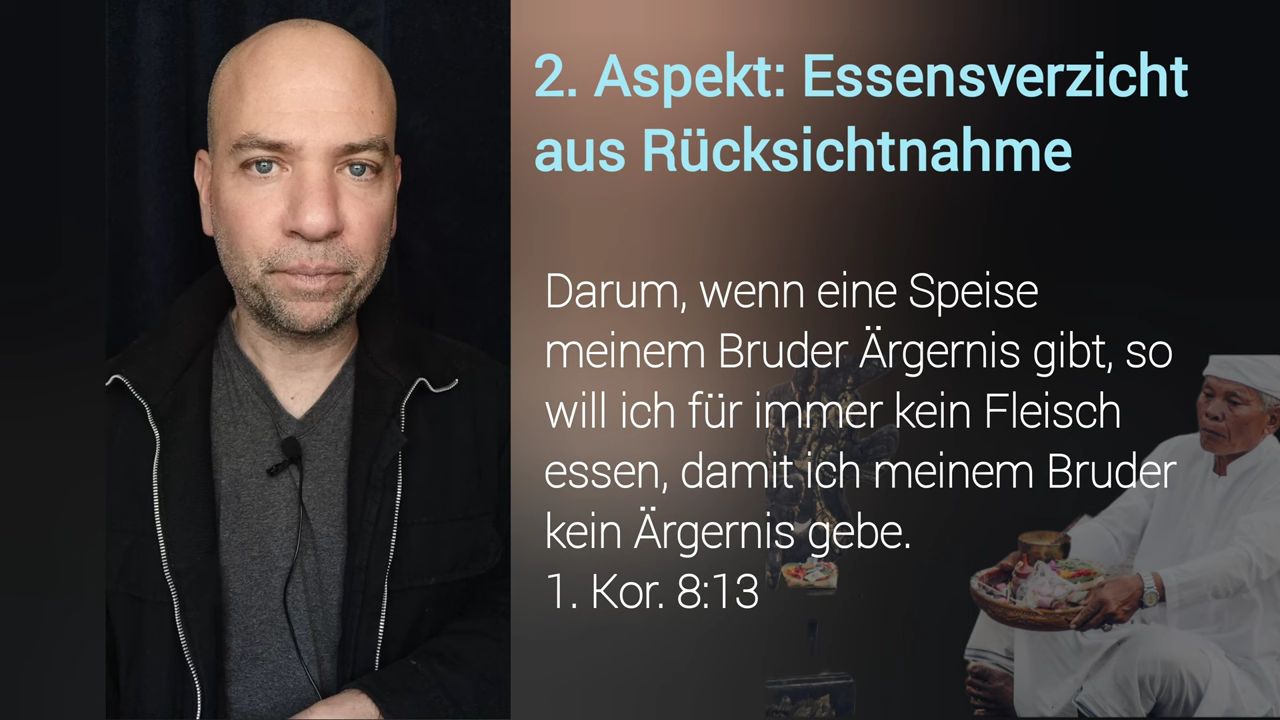 2. Aspekt: Essensverzicht
aus Rücksichtnahme
Darum, wenn eine Speise
meinem Bruder Ärgernis gibt, so
will ich für immer kein Fleisch
essen, damit ich meinem Bruder
kein Ärgernis gebe.
1. Kor. 8:13